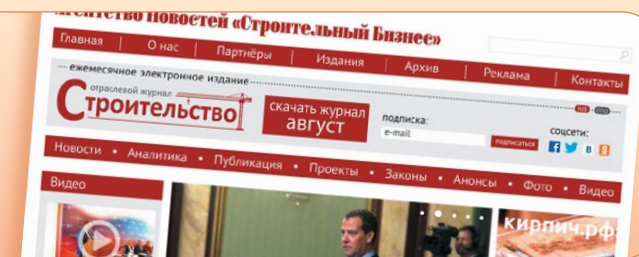 Агентство Новостей «Строительный Бизнес»
Главная | О нас | Партнёры | Издания | Архив | Реклама | Контакты
ежемесячное электронное издание
отраслевой журнал
Строительство
скачать журнал
август
подписка:
e-mail
подписаться
соцсети:
Новости • Аналитика • Публикация • Проекты • Законы • Анонсы • Фото • Видео
Видео
кирпич.рф